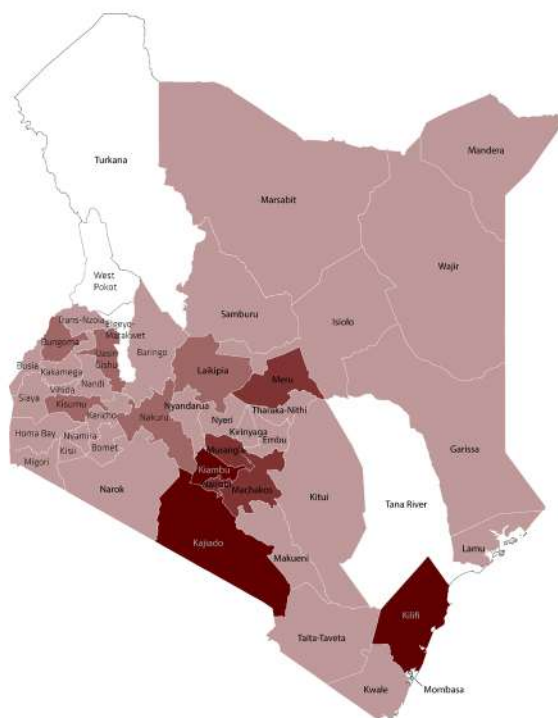 Turkana
Mandera
Marsabit
Wajir
West
Pokot
Samburu
Isiolo
Trans-Nzoia
Elgeyo-
Marakwet
Bungoma
Uasin
Gishu
Baringo
Busia
Kakamega
Laikipia
Meru
Vihiga
Nandi
Siaya
Kisumu
Kericho
Nakuru
Nyandarua
Tharaka-Nithi
Nyeri
Kirinyaga
Embu
Garissa
Homa Bay
Nyamira
Kisii
Bomet
Migori
Murang'a
Kiambu
Nairobi
Machakos
Narok
Kitui
Tana River
Kajiado
Makueni
Lamu
Kilifi
Taita-Taveta
Kwale
Mombasa